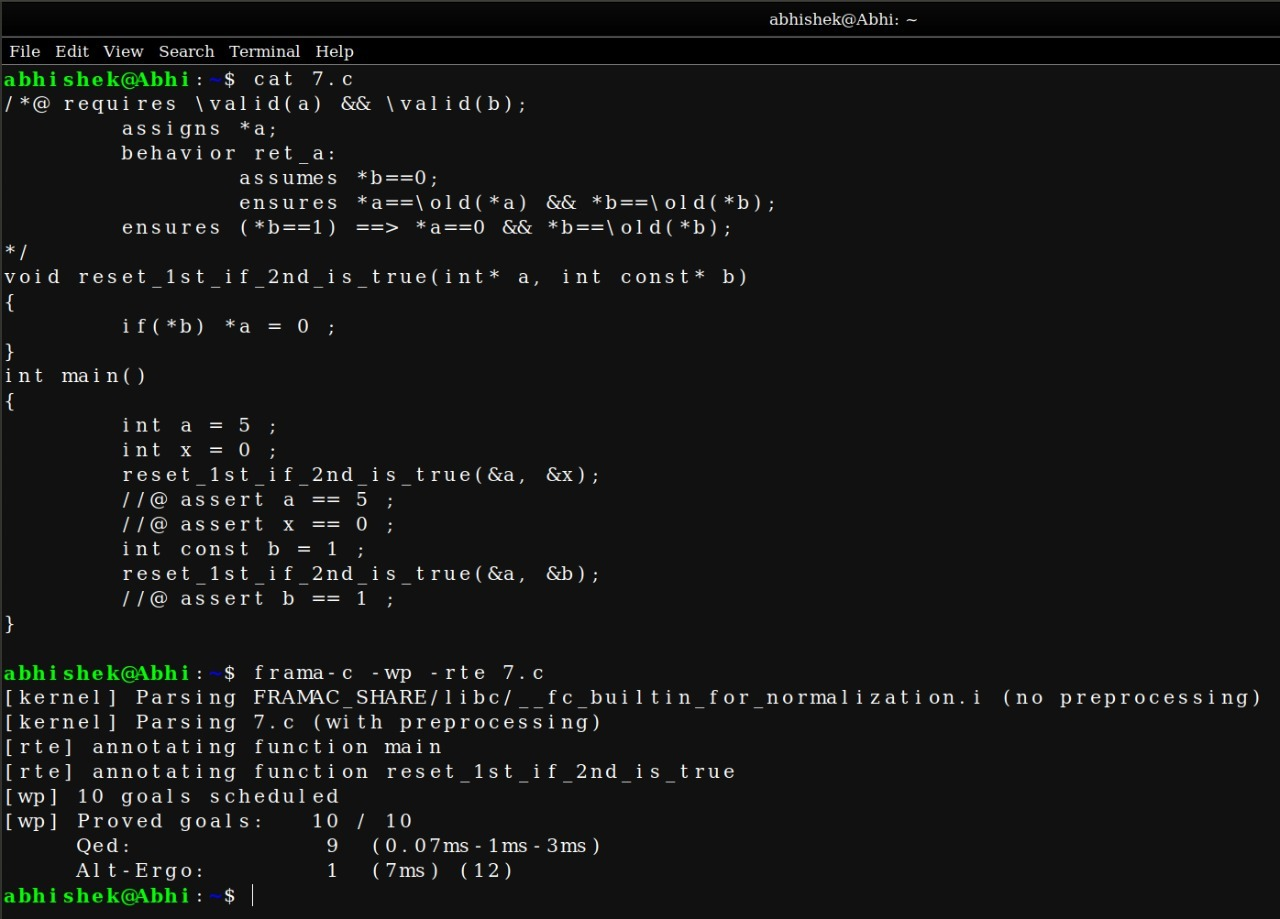 abhishek@Abhi: ~
File Edit View Search Terminal Help
abhishek@Abhi:~$ cat 7.c
/*@ requires \valid(a) && \valid(b);
        assigns *a;
        behavior ret_a:
                assumes *b==0;
                ensures *a==\old(*a) && *b==\old(*b);
        ensures (*b==1) ==> *a==0 && *b==\old(*b);
*/
void reset_1st_if_2nd_is_true(int* a, int const* b)
{
        if(*b) *a = 0 ;
}
int main()
{
        int a = 5 ;
        int x = 0 ;
        reset_1st_if_2nd_is_true(&a, &x);
        //@ assert a == 5 ;
        //@ assert x == 0 ;
        int const b = 1 ;
        reset_1st_if_2nd_is_true(&a, &b);
        //@ assert b == 1 ;
}
abhishek@Abhi:~$ frama-c -wp -rte 7.c
[kernel] Parsing FRAMAC_SHARE/libc/__fc_builtin_for_normalization.i (no preprocessing)
[kernel] Parsing 7.c (with preprocessing)
[rte] annotating function main
[rte] annotating function reset_1st_if_2nd_is_true
[wp] 10 goals scheduled
[wp] Proved goals:   10 / 10
     Qed:             9  (0.07ms-1ms-3ms)
     Alt-Ergo:        1  (7ms) (12)
abhishek@Abhi:~$